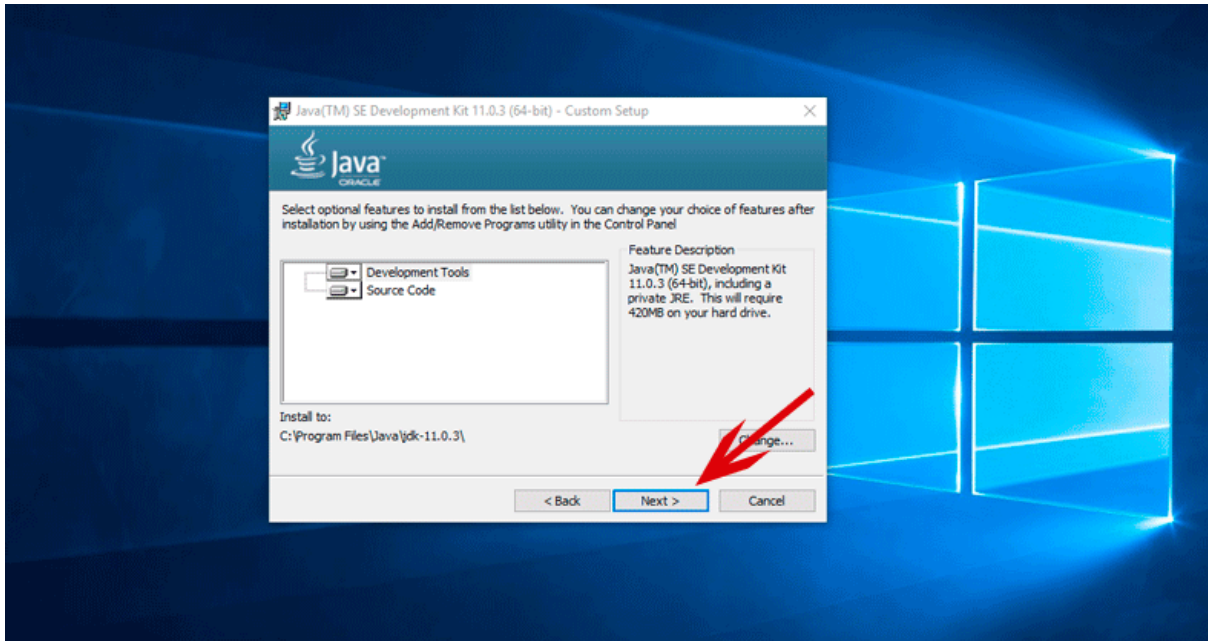 Java(TM) SE Development Kit 11.0.3 (64-bit) - Custom Setup
Java
ORACLE
Select optional features to install from the list below. You can change your choice of features after
installation by using the Add/Remove Programs utility in the Control Panel
Development Tools
Source Code
Feature Description
Java(TM) SE Development Kit
11.0.3 (64-bit), including a
private JRE. This will require
420MB on your hard drive.
Install to:
C:\Program Files\Java\jdk-11.0.3\
Change...
< Back
Next >
Cancel